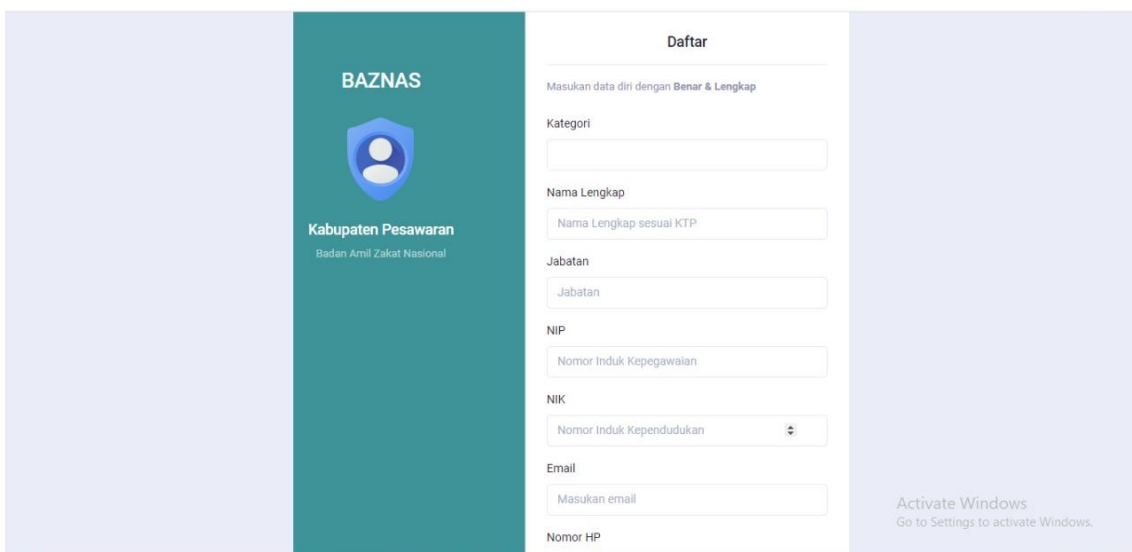 BAZNAS
Kabupaten Pesawaran
Badan Amil Zakat Nasional
Daftar
Masukan data diri dengan Benar & Lengkap
Kategori
Nama Lengkap
Nama Lengkap sesuai KTP
Jabatan
Jabatan
NIP
Nomor Induk Kepegawaian
NIK
Nomor Induk Kependudukan
Email
Masukan email
Nomor HP
Activate Windows
Go to Settings to activate Windows.